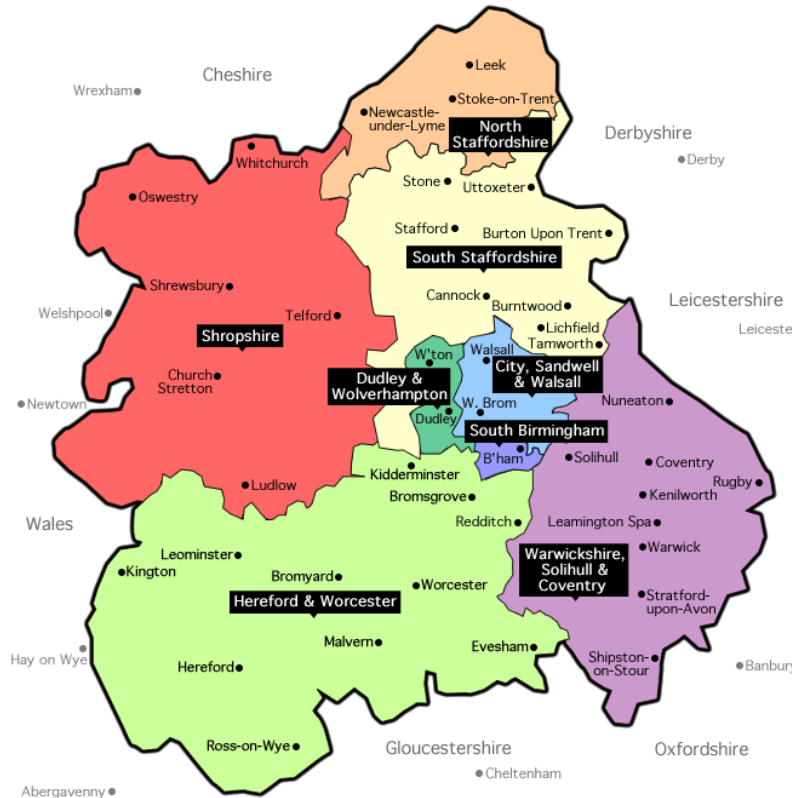 Cheshire
Leek
Wrexham
Stoke-on-Trent
Newcastle-
under-Lyme
North
Staffordshire
Derbyshire
Derby
Whitchurch
Stone
Uttoxeter
Oswestry
Stafford
Burton Upon Trent
South Staffordshire
Shrewsbury
Cannock
Burntwood
Leicestershire
Welshpool
Telford
Lichfield
Leiceste
Shropshire
Tamworth
W'ton
Walsall
City, Sandwell
& Walsall
Church
Stretton
Dudley &
Wolverhampton
Newtown
Nuneaton
W. Brom
Dudley
South Birmingham
B'ham
Solihull
Coventry
Kidderminster
Rugby
Ludlow
Bromsgrove
Kenilworth
Wales
Redditch
Leamington Spa
Leominster
Warwick
Warwickshire,
Solihull &
Coventry
Kington
Bromyard
Worcester
Hereford & Worcester
Stratford-
upon-Avon
Malvern
Evesham
Hay on Wye
Hereford
Shipston-
on-Stour
Banbury
Ross-on-Wye
Gloucestershire
Oxfordshire
Cheltenham
Abergavenny